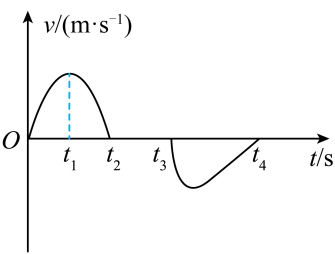 v/(m·s⁻¹)
O
t₁
t₂
t₃
t₄
t/s